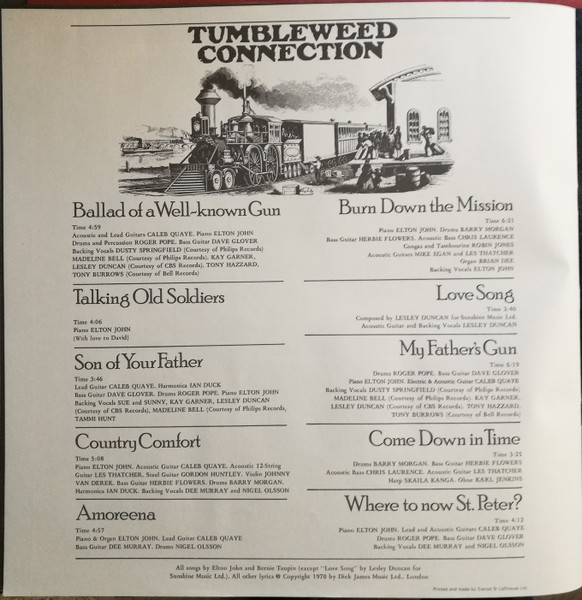 TUMBLEWEED
CONNECTION
Ballad of a Well-known Gun
Time 4:59
Acoustic and Lead Guitars CALEB QUAYE. Piano ELTON JOHN
Drums and Percussion ROGER POPE. Bass Guitar DAVE GLOVER
Backing Vocals DUSTY SPRINGFIELD (Courtesy of Philips Records)
MADELINE BELL (Courtesy of Philips Records). KAY GARNER,
LESLEY DUNCAN (Courtesy of CBS Records). TONY HAZZARD,
TONY BURROWS (Courtesy of Bell Records)
Talking Old Soldiers
Time 4:06
Piano ELTON JOHN
(With love to David)
Son of Your Father
Time 3:46
Lead Guitar CALEB QUAYE. Harmonica IAN DUCK
Bass Guitar DAVE GLOVER. Drums ROGER POPE. Piano ELTON JOHN
Backing Vocals SUE and SUNNY, KAY GARNER, LESLEY DUNCAN
(Courtesy of CBS Records), MADELINE BELL (Courtesy of Philips Records,
TAMMI HUNT
Country Comfort
Time 5:08
Piano ELTON JOHN. Acoustic Guitar CALEB QUAYE. Acoustic 12-String
Guitar LES THATCHER. Steel Guitar GORDON HUNTLEY. Violin JOHNNY
VAN DEREK. Bass Guitar HERBIE FLOWERS. Drums BARRY MORGAN.
Harmonica IAN DUCK. Backing Vocals DEE MURRAY and NIGEL OLSSON
Amoreena
Time 4:57
Piano & Organ ELTON JOHN. Lead Guitar CALEB QUAYE
Bass Guitar DEE MURRAY. Drums NIGEL OLSSON
Burn Down the Mission
Time 6:21
Piano ELTON JOHN. Drums BARRY MORGAN
Bass Guitar HERBIE FLOWERS. Acoustic Bass CHRIS LAURENCE
Congas and Tambourine ROBIN JONES
Acoustic Guitars MIKE EGAN and LES THATCHER
Organ BRIAN DEE
Backing Vocals ELTON JOHN
Love Song
Time 3:40
Composed by LESLEY DUNCAN for Sunshine Music Ltd.
Acoustic Guitar and Backing Vocals LESLEY DUNCAN
My Father's Gun
Time 6:19
Drums ROGER POPE. Bass Guitar DAVE GLOVER
Piano ELTON JOHN. Electric & Acoustic Guitar CALEB QUAYE
Backing Vocals DUSTY SPRINGFIELD (Courtesy of Philips Records)
MADELINE BELL (Courtesy of Philips Records). KAY GARNER,
LESLEY DUNCAN (Courtesy of CBS Records). TONY HAZZARD,
TONY BURROWS (Courtesy of Bell Records)
Come Down in Time
Time 3:25
Drums BARRY MORGAN. Bass Guitar HERBIE FLOWERS
Acoustic Bass CHRIS LAURENCE. Acoustic Guitar LES THATCHER
Harp SKAILA KANGA. Oboe KARL JENKINS
Where to now St. Peter?
Time 4:12
Piano ELTON JOHN. Lead and Acoustic Guitars CALEB QUAYE
Drums ROGER POPE. Bass Guitar DAVE GLOVER
Backing Vocals DEE MURRAY and NIGEL OLSSON
All songs by Elton John and Bernie Taupin (except "Love Song" by Lesley Duncan for
Sunshine Music Ltd.). All other lyrics © Copyright 1970 by Dick James Music Ltd., London
Printed and made by Garrod & Lofthouse Ltd